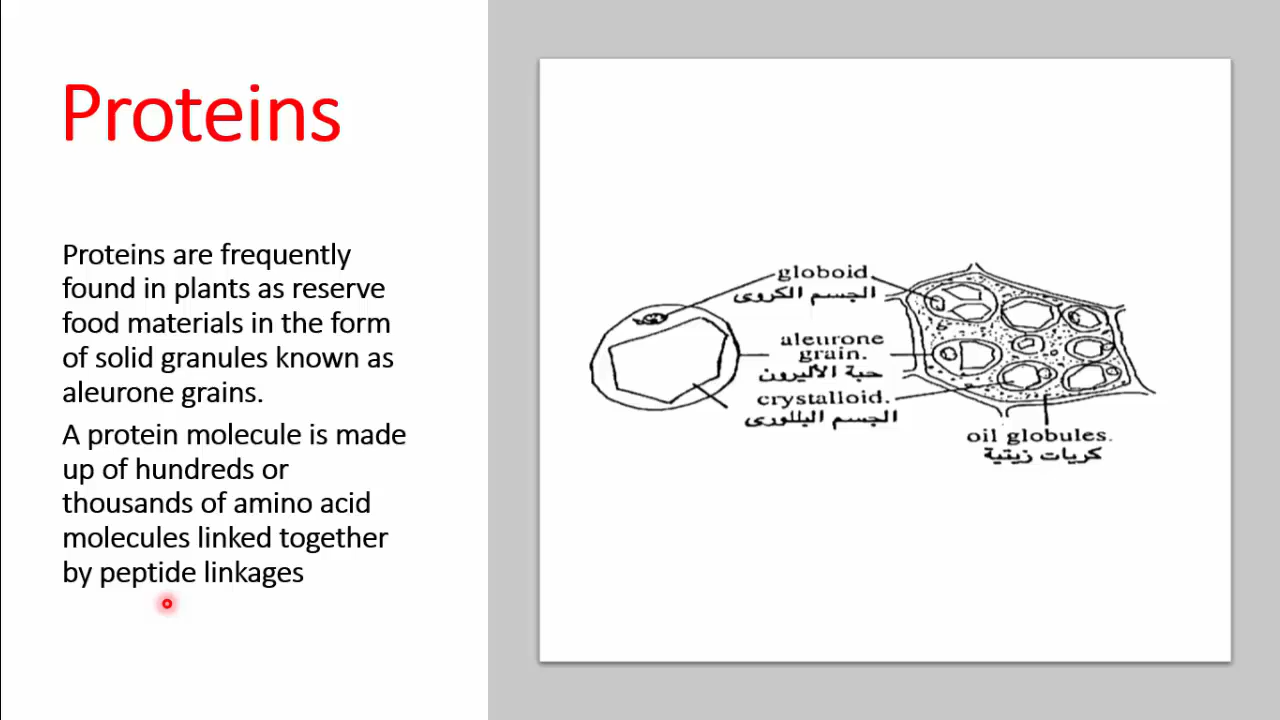 Proteins
Proteins are frequently
found in plants as reserve
food materials in the form
of solid granules known as
aleurone grains.
A protein molecule is made
up of hundreds or
thousands of amino acid
molecules linked together
by peptide linkages
globoid
الجسم الكروى
aleurone
grain.
حبة الأليرون
crystalloid.
الجسم البللورى
oil globules.
كريات زيتية